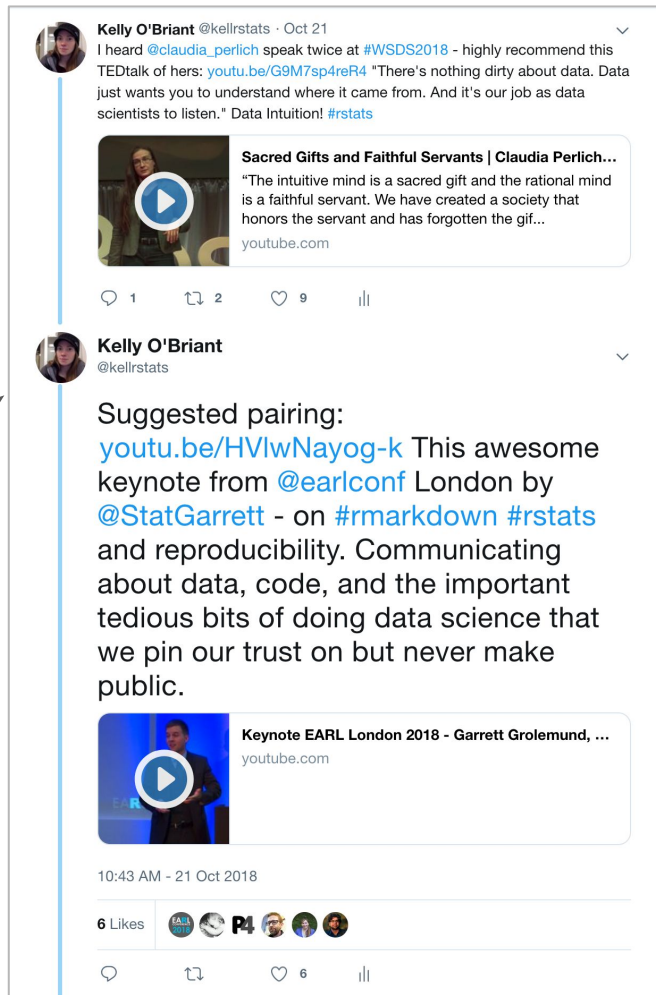 Kelly O'Briant @kellrstats · Oct 21
I heard @claudia_perlich speak twice at #WSDS2018 - highly recommend this
TEDtalk of hers: youtu.be/G9M7sp4reR4 "There's nothing dirty about data. Data
just wants you to understand where it came from. And it's our job as data
scientists to listen." Data Intuition! #rstats
Sacred Gifts and Faithful Servants | Claudia Perlich...
“The intuitive mind is a sacred gift and the rational mind
is a faithful servant. We have created a society that
honors the servant and has forgotten the gif...
youtube.com
1 2 9
Kelly O'Briant
@kellrstats
Suggested pairing:
youtu.be/HVlwNayog-k This awesome
keynote from @earlconf London by
@StatGarrett - on #rmarkdown #rstats
and reproducibility. Communicating
about data, code, and the important
tedious bits of doing data science that
we pin our trust on but never make
public.
Keynote EARL London 2018 - Garrett Grolemund, ...
youtube.com
EAR
10:43 AM - 21 Oct 2018
6 Likes
EARL
2018
P4
6